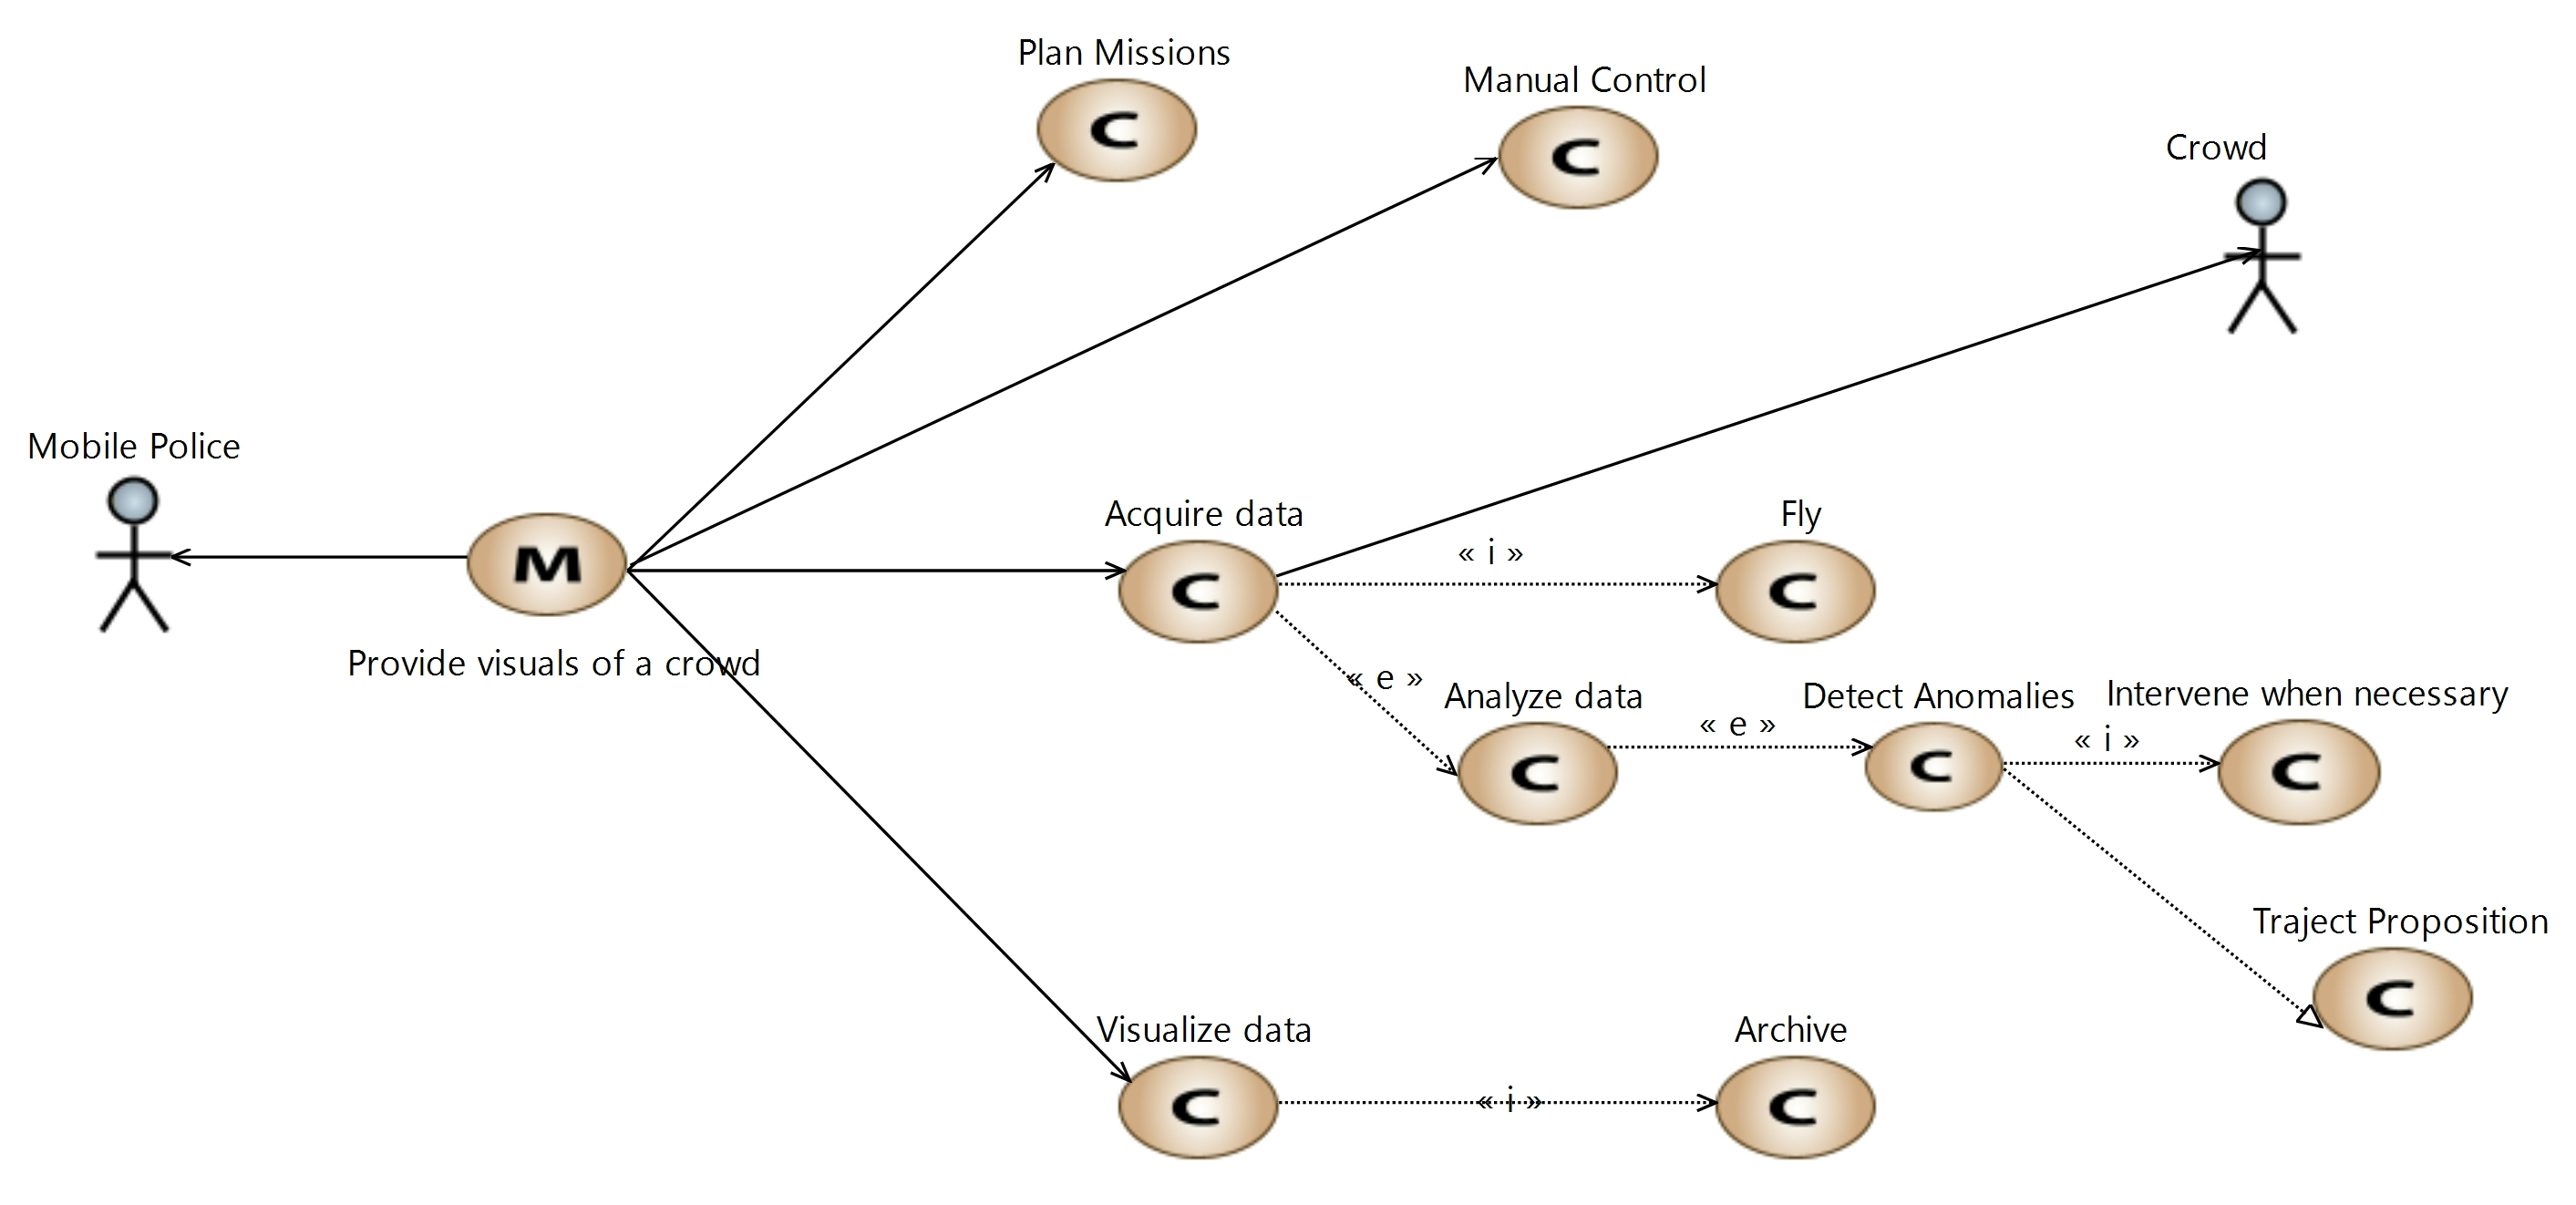 Plan Missions
C
Manual Control
C
Crowd
Mobile Police
M
Provide visuals of a crowd
Acquire data
C
« i »
Fly
C
« e »
Analyze data
C
« e »
Detect Anomalies
C
« i »
Intervene when necessary
C
Traject Proposition
C
Visualize data
C
« i »
Archive
C